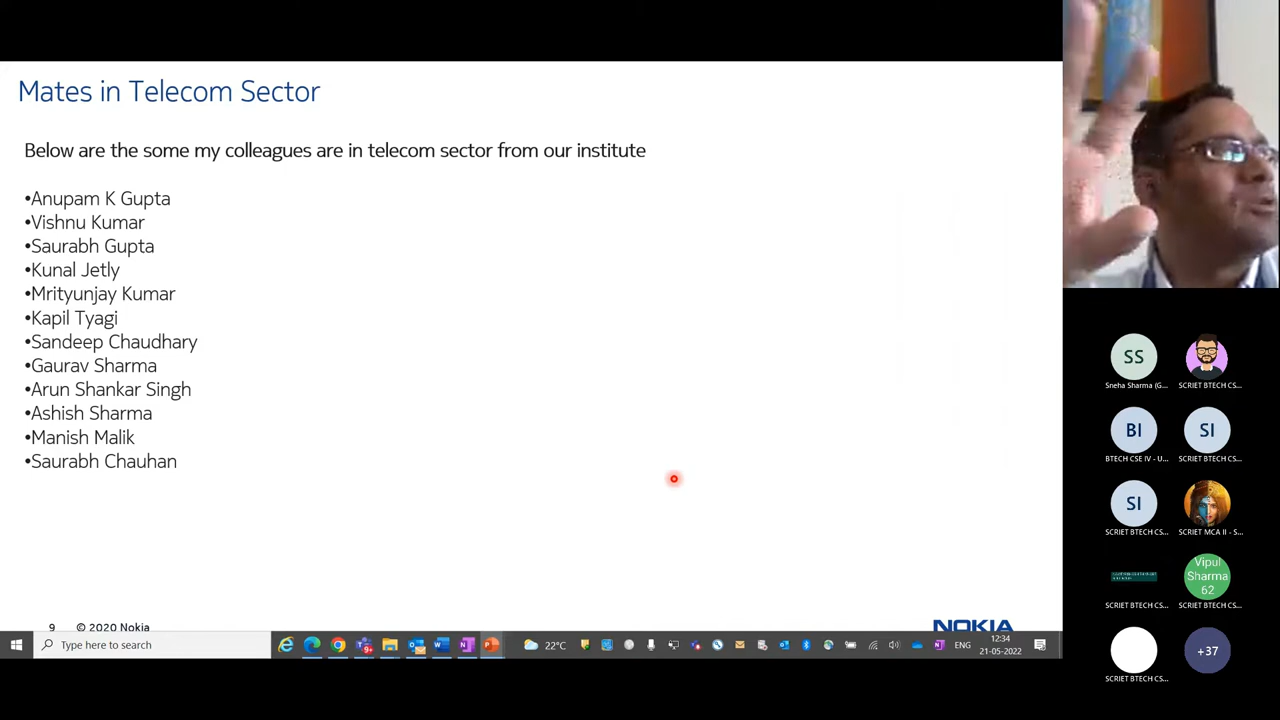 Mates in Telecom Sector
Below are the some my colleagues are in telecom sector from our institute
•Anupam K Gupta
•Vishnu Kumar
•Saurabh Gupta
•Kunal Jetly
•Mrityunjay Kumar
•Kapil Tyagi
•Sandeep Chaudhary
•Gaurav Sharma
•Arun Shankar Singh
•Ashish Sharma
•Manish Malik
•Saurabh Chauhan
9 © 2020 Nokia
NOKIA
Type here to search
9+
22°C
ENG
12:34
21-05-2022
SS
Sneha Sharma (G...
SCRIET BTECH CS...
BI
SI
BTECH CSE IV - U...
SCRIET BTECH CS...
SI
SCRIET BTECH CS...
SCRIET MCA II - S...
Vipul
Sharma
62
SCRIET BTECH CS...
SCRIET BTECH CS...
+37
SCRIET BTECH CS...